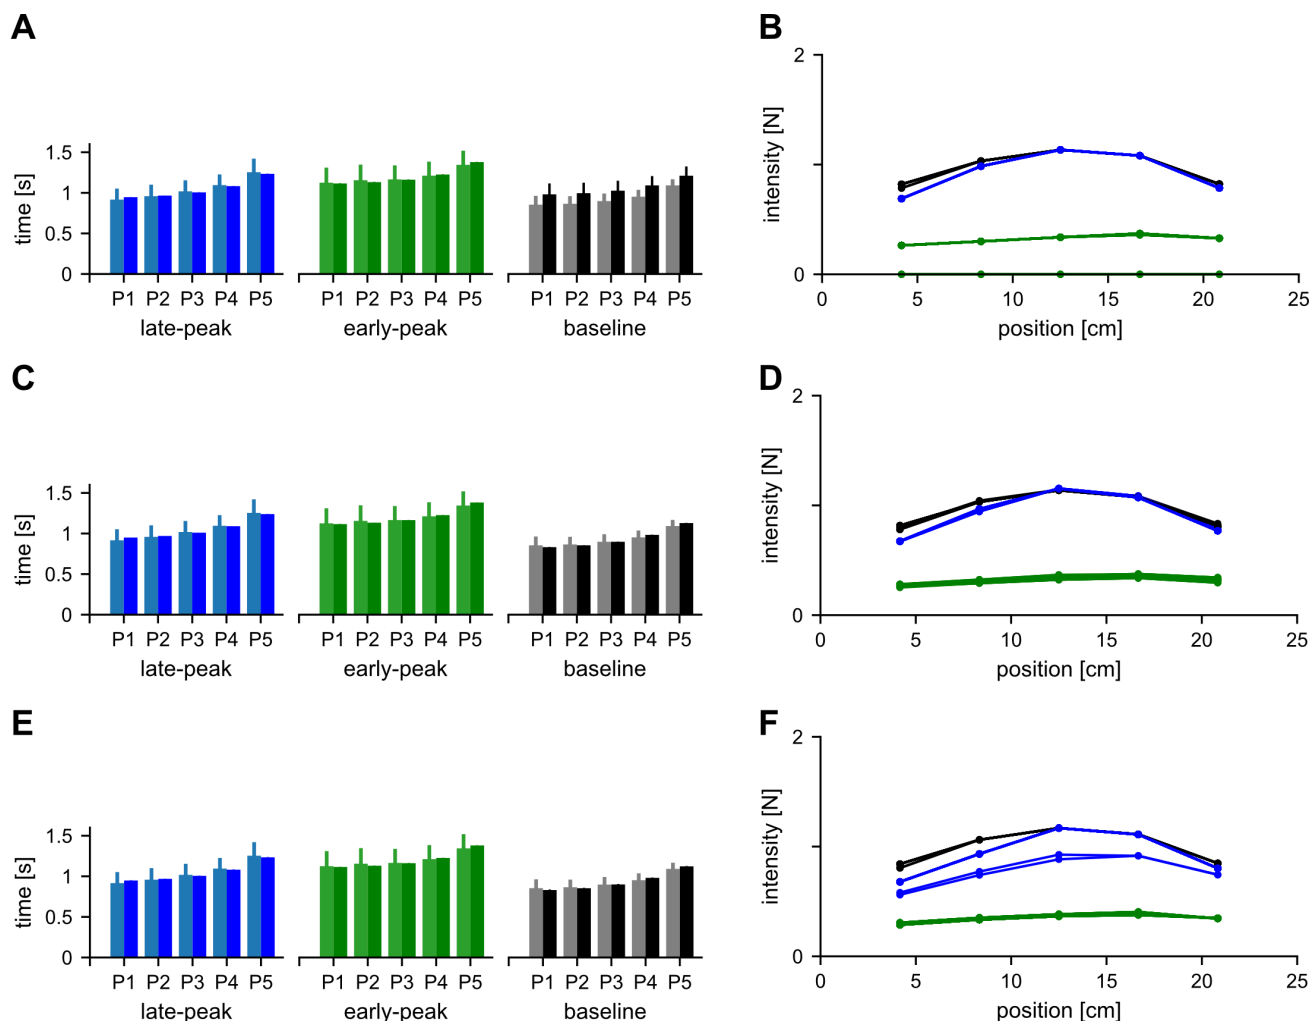 A
B
time [s]
1.5
1
0.5
0
P1 P2 P3 P4 P5
late-peak
P1 P2 P3 P4 P5
early-peak
P1 P2 P3 P4 P5
baseline
intensity [N]
2
0
0 5 10 15 20 25
position [cm]
C
D
time [s]
1.5
1
0.5
0
P1 P2 P3 P4 P5
late-peak
P1 P2 P3 P4 P5
early-peak
P1 P2 P3 P4 P5
baseline
intensity [N]
2
0
0 5 10 15 20 25
position [cm]
E
F
time [s]
1.5
1
0.5
0
P1 P2 P3 P4 P5
late-peak
P1 P2 P3 P4 P5
early-peak
P1 P2 P3 P4 P5
baseline
intensity [N]
2
0
0 5 10 15 20 25
position [cm]